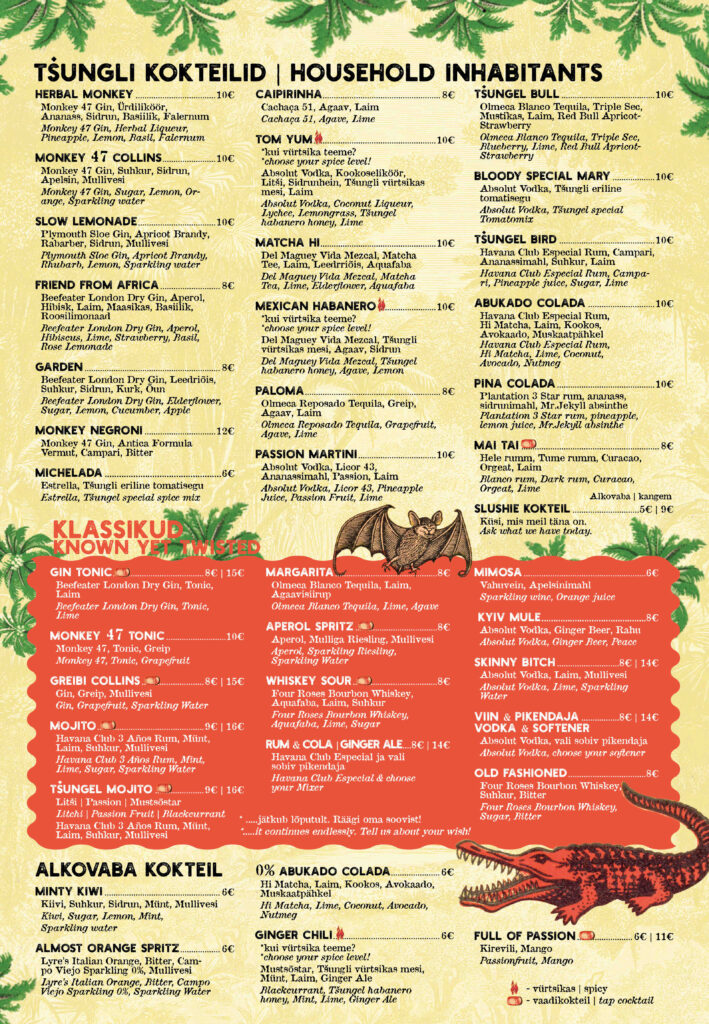 TŠUNGLI KOKTEILID | HOUSEHOLD INHABITANTS
HERBAL MONKEY 10€
Monkey 47 Gin, Ürdiliköör,
Ananass, Sidrun, Basiilik, Falernum
Monkey 47 Gin, Herbal Liqueur,
Pineapple, Lemon, Basil, Falernum
MONKEY 47 COLLINS 10€
Monkey 47 Gin, Suhkur, Sidrun,
Apelsin, Mullivesi
Monkey 47 Gin, Sugar, Lemon, Or-
ange, Sparkling water
SLOW LEMONADE 10€
Plymouth Sloe Gin, Apricot Brandy,
Rabarber, Sidrun, Mullivesi
Plymouth Sloe Gin, Apricot Brandy,
Rhubarb, Lemon, Sparkling water
FRIEND FROM AFRICA 8€
Beefeater London Dry Gin, Aperol,
Hibisk, Laim, Maasikas, Basiilik,
Roosilimonaad
Beefeater London Dry Gin, Aperol,
Hibiscus, Lime, Strawberry, Basil,
Rose Lemonade
GARDEN 8€
Beefeater London Dry Gin, Leedriõis,
Suhkur, Sidrun, Kurk, Õun
Beefeater London Dry Gin, Elderflower,
Sugar, Lemon, Cucumber, Apple
MONKEY NEGRONI 12€
Monkey 47 Gin, Antica Formula
Vermut, Campari, Bitter
MICHELADA 6€
Estrella, Tšungli eriline tomatisegu
Estrella, Tšungel special spice mix
CAIPIRINHA 8€
Cachaça 51, Agaav, Laim
Cachaça 51, Agave, Lime
TOM YUM 10€
*kui vürtsika teeme?
*choose your spice level!
Absolut Vodka, Kookoseliköör,
Litši, Sidrunhein, Tšungli vürtsikas
mesi, Laim
Absolut Vodka, Coconut Liqueur,
Lychee, Lemongrass, Tšungel
habanero honey, Lime
MATCHA HI 10€
Del Maguey Vida Mezcal, Matcha
Tee, Laim, Leedriõis, Aquafaba
Del Maguey Vida Mezcal, Matcha
Tea, Lime, Elderflower, Aquafaba
MEXICAN HABANERO 10€
*kui vürtsika teeme?
*choose your spice level!
Del Maguey Vida Mezcal, Tšungli
vürtsikas mesi, Agaav, Sidrun
Del Maguey Vida Mezcal, Tšungel
habanero honey, Agave, Lemon
PALOMA 8€
Olmeca Reposado Tequila, Greip,
Agaav, Laim
Olmeca Reposado Tequila, Grapefruit,
Agave, Lime
PASSION MARTINI 10€
Absolut Vodka, Licor 43,
Ananassimahl, Passion, Laim
Absolut Vodka, Licor 43, Pineapple
Juice, Passion Fruit, Lime
TŠUNGEL BULL 10€
Olmeca Blanco Tequila, Triple Sec,
Mustikas, Laim, Red Bull Apricot-
Strawberry
Olmeca Blanco Tequila, Triple Sec,
Blueberry, Lime, Red Bull Apricot-
Strawberry
BLOODY SPECIAL MARY 10€
Absolut Vodka, Tšungli eriline
tomatisegu
Absolut Vodka, Tšungel special
Tomatomix
TŠUNGEL BIRD 10€
Havana Club Especial Rum, Campari,
Ananassimahl, Suhkur, Laim
Havana Club Especial Rum, Campa-
ri, Pineapple juice, Sugar, Lime
ABUKADO COLADA 10€
Havana Club Especial Rum,
Hi Matcha, Laim, Kookos,
Avokaado, Muskaatpähkel
Havana Club Especial Rum,
Hi Matcha, Lime, Coconut,
Avocado, Nutmeg
PINA COLADA 10€
Plantation 3 Star rum, ananass,
sidrunimahl, Mr.Jekyll absinthe
Plantation 3 Star rum, pineapple,
lemon juice, Mr.Jekyll absinthe
MAI TAI 8€
Hele rumm, Tume rumm, Curacao,
Orgeat, Laim
Blanco rum, Dark rum, Curacao,
Orgeat, Lime
Alkovaba | kangem
SLUSHIE KOKTEIL 5€ | 9€
Küsi, mis meil täna on.
Ask what we have today.
KLASSIKUD
KNOWN YET TWISTED
GIN TONIC 8€ | 15€
Beefeater London Dry Gin, Tonic,
Laim
Beefeater London Dry Gin, Tonic,
Lime
MONKEY 47 TONIC 10€
Monkey 47, Tonic, Greip
Monkey 47, Tonic, Grapefruit
GREIBI COLLINS 8€ | 15€
Gin, Greip, Mullivesi
Gin, Grapefruit, Sparkling Water
MOJITO 9€ | 16€
Havana Club 3 Años Rum, Münt,
Laim, Suhkur, Mullivesi
Havana Club 3 Años Rum, Mint,
Lime, Sugar, Sparkling Water
TŠUNGEL MOJITO 9€ | 16€
Litši | Passion | Mustsõstar
Litchi | Passion Fruit | Blackcurrant
Havana Club 3 Años Rum, Münt,
Laim, Suhkur, Mullivesi
MARGARITA 8€
Olmeca Blanco Tequila, Laim,
Agaavisiirup
Olmeca Blanco Tequila, Lime, Agave
APEROL SPRITZ 8€
Aperol, Mulliga Riesling, Mullivesi
Aperol, Sparkling Riesling,
Sparkling Water
WHISKEY SOUR 8€
Four Roses Bourbon Whiskey,
Aquafaba, Laim, Suhkur
Four Roses Bourbon Whiskey,
Aquafaba, Lime, Sugar
RUM & COLA | GINGER ALE 8€ | 14€
Havana Club Especial ja vali
sobiv pikendaja
Havana Club Especial & choose
your Mixer
* .....jätkub lõputult. Räägi oma soovist!
*.....it continues endlessly. Tell us about your wish!
MIMOSA 6€
Vahuvein, Apelsinimahl
Sparkling wine, Orange juice
KYIV MULE 8€
Absolut Vodka, Ginger Beer, Rahu
Absolut Vodka, Ginger Beer, Peace
SKINNY BITCH 8€ | 14€
Absolut Vodka, Laim, Mullivesi
Absolut Vodka, Lime, Sparkling
Water
VIIN & PIKENDAJA 8€ | 14€
VODKA & SOFTENER
Absolut Vodka, vali sobiv pikendaja
Absolut Vodka, choose your softener
OLD FASHIONED 8€
Four Roses Bourbon Whiskey,
Suhkur, Bitter
Four Roses Bourbon Whiskey,
Sugar, Bitter
ALKOVABA KOKTEIL
MINTY KIWI 6€
Kiivi, Suhkur, Sidrun, Münt, Mullivesi
Kiwi, Sugar, Lemon, Mint,
Sparkling water
ALMOST ORANGE SPRITZ 6€
Lyre's Italian Orange, Bitter, Cam-
po Viejo Sparkling 0%, Mullivesi
Lyre's Italian Orange, Bitter, Campo
Viejo Sparkling 0%, Sparkling Water
0% ABUKADO COLADA 6€
Hi Matcha, Laim, Kookos, Avokaado,
Muskaatpähkel
Hi Matcha, Lime, Coconut, Avocado,
Nutmeg
GINGER CHILI 6€
*kui vürtsika teeme?
*choose your spice level!
Mustsõstar, Tšungli vürtsikas mesi,
Münt, Laim, Ginger Ale
Blackcurrant, Tšungel habanero
honey, Mint, Lime, Ginger Ale
FULL OF PASSION 6€ | 11€
Kirevili, Mango
Passionfruit, Mango
- vürtsikas | spicy
- vaadikokteil | tap cocktail